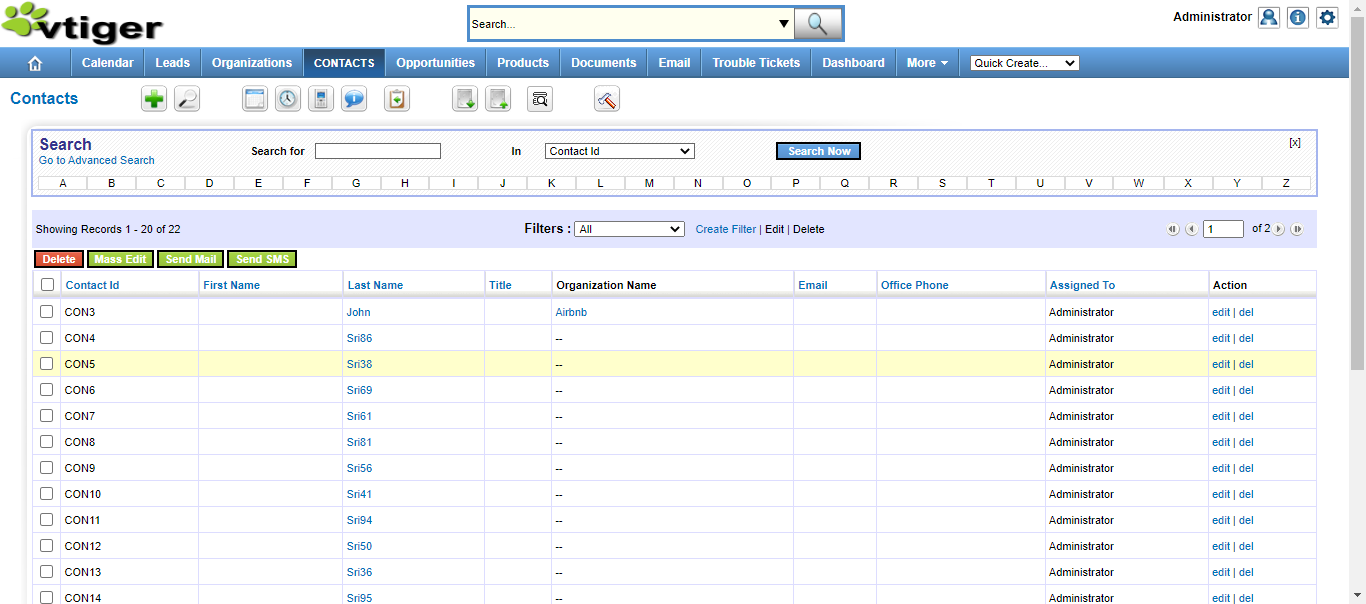 vtiger
Search...
Administrator
Calendar Leads Organizations CONTACTS Opportunities Products Documents Email Trouble Tickets Dashboard More Quick Create...
Contacts
Search
Go to Advanced Search
Search for In Contact Id Search Now [x]
A B C D E F G H I J K L M N O P Q R S T U V W X Y Z
Showing Records 1 - 20 of 22 Filters : All Create Filter | Edit | Delete 1 of 2
Delete Mass Edit Send Mail Send SMS
Contact Id First Name Last Name Title Organization Name Email Office Phone Assigned To Action
CON3 John Airbnb Administrator edit | del
CON4 Sri86 -- Administrator edit | del
CON5 Sri38 -- Administrator edit | del
CON6 Sri69 -- Administrator edit | del
CON7 Sri61 -- Administrator edit | del
CON8 Sri81 -- Administrator edit | del
CON9 Sri56 -- Administrator edit | del
CON10 Sri41 -- Administrator edit | del
CON11 Sri94 -- Administrator edit | del
CON12 Sri50 -- Administrator edit | del
CON13 Sri36 -- Administrator edit | del
CON14 Sri95 -- Administrator edit | del